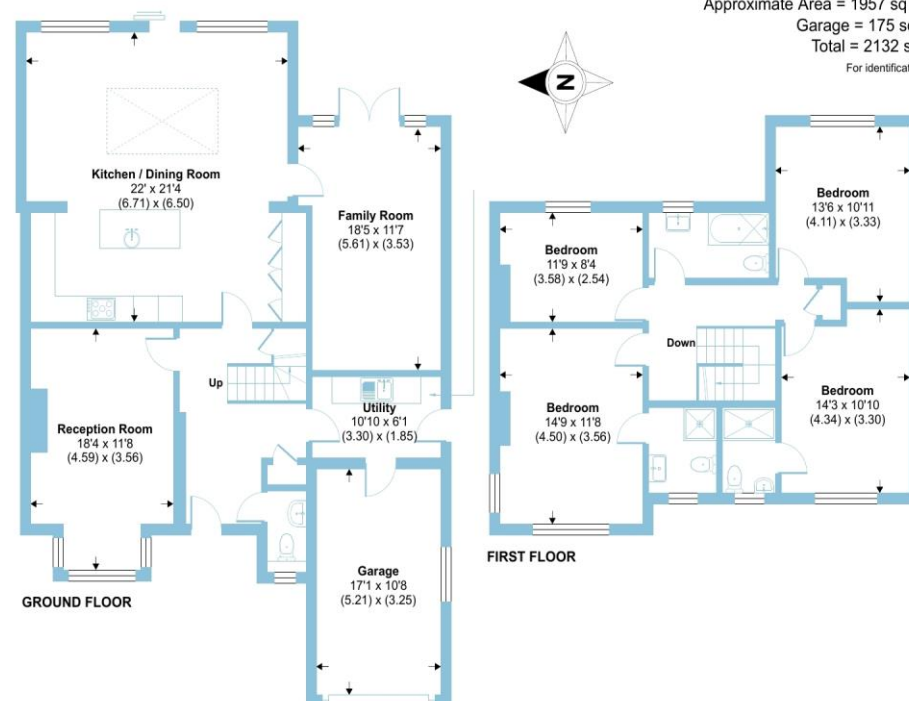 Approximate Area = 1957 sq
Garage = 175 s
Total = 2132 s
For identificat
N
Kitchen / Dining Room
22' x 21'4
(6.71) x (6.50)
Family Room
18'5 x 11'7
(5.61) x (3.53)
Up
Reception Room
18'4 x 11'8
(4.59) x (3.56)
Utility
10'10 x 6'1
(3.30) x (1.85)
Garage
17'1 x 10'8
(5.21) x (3.25)
GROUND FLOOR
Bedroom
13'6 x 10'11
(4.11) x (3.33)
Bedroom
11'9 x 8'4
(3.58) x (2.54)
Down
Bedroom
14'9 x 11'8
(4.50) x (3.56)
Bedroom
14'3 x 10'10
(4.34) x (3.30)
FIRST FLOOR